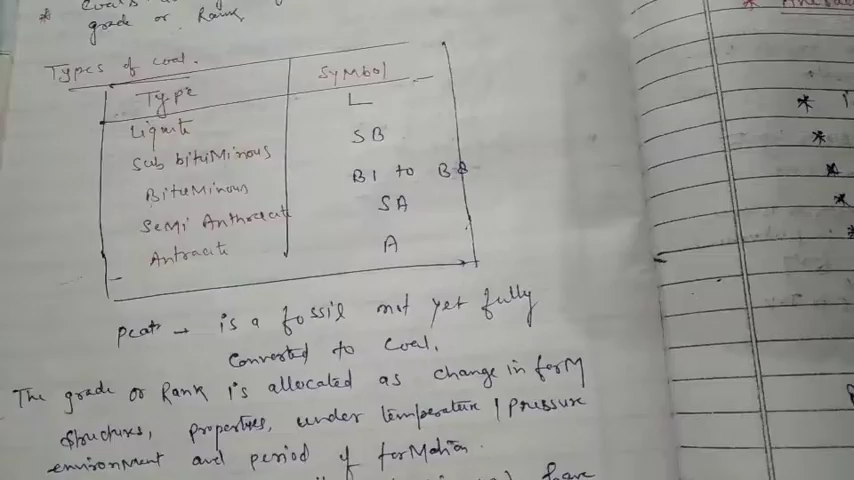 * Coals
grade or Rank
Types of coal.
Type Symbol
Lignite L
Sub bituMinous SB
BituMinous B1 to B
SeMi Anthracite SA
Antracite A
Peat → is a fossil not yet fully
converted to coal.
The grade or Rank is allocated as change in forM
structures, properties, under temperature / pressure
environMent and period of forMation.
have
*
*
*
*
*
*